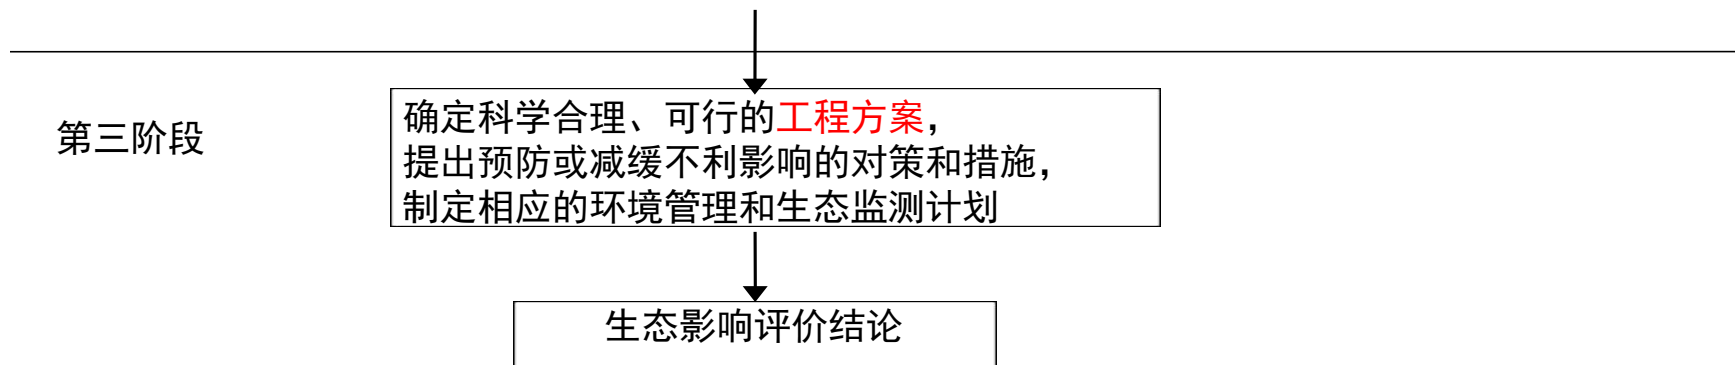 第三阶段
确定科学合理、可行的工程方案，
提出预防或减缓不利影响的对策和措施，
制定相应的环境管理和生态监测计划
生态影响评价结论